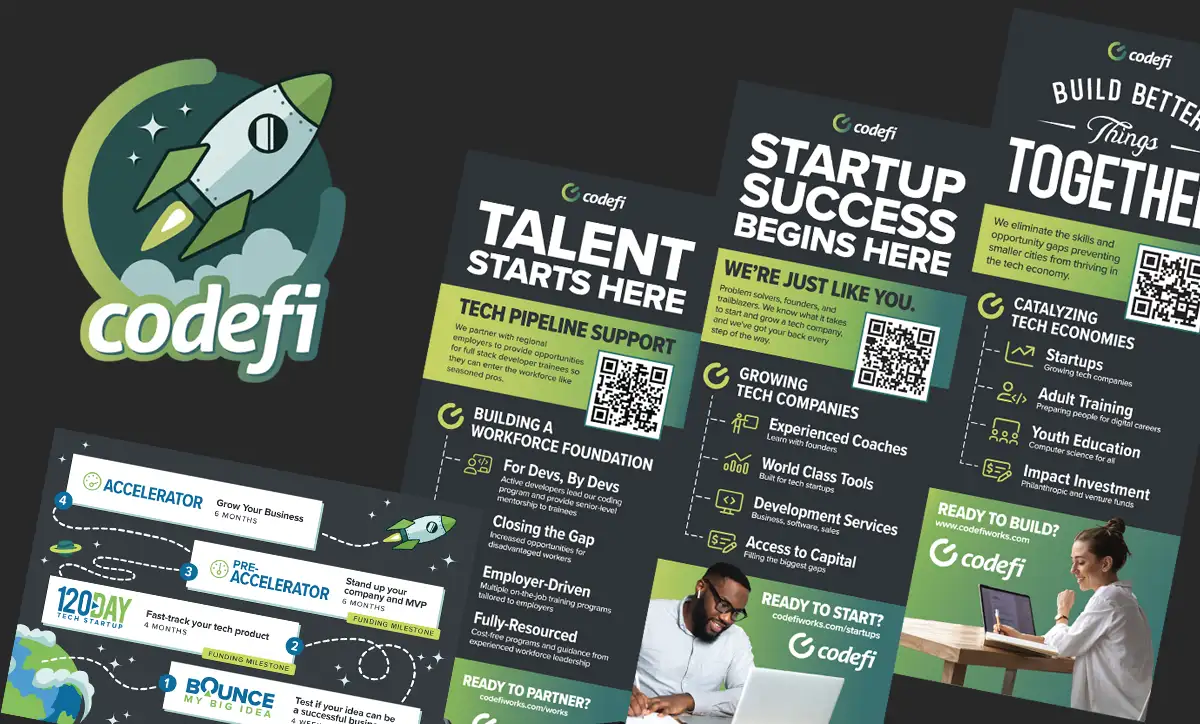 codefi
4
ACCELERATOR
Grow Your Business
6 MONTHS
3
PRE-
ACCELERATOR
Stand up your
company and MVP
6 MONTHS
FUNDING MILESTONE
120DAY
TECH STARTUP
Fast-track your tech product
4 MONTHS
2
FUNDING MILESTONE
1
BOUNCE
MY BIG IDEA
Test if your idea can be
a successful
codefi
TALENT
STARTS HERE
TECH PIPELINE SUPPORT
We partner with regional
employers to provide opportunities
for full stack developer trainees so
they can enter the workforce like
seasoned pros.
BUILDING A
WORKFORCE FOUNDATION
For Devs, By Devs
Active developers lead our coding
program and provide senior-level
mentorship to trainees
Closing the Gap
Increased opportunities for
disadvantaged workers
Employer-Driven
Multiple on-the-job training programs
tailored to employers
Fully-Resourced
Cost-free programs and guidance from
experienced workforce leadership
READY TO PARTNER?
codefiworks.com/works
codefi
STARTUP
SUCCESS
BEGINS HERE
WE'RE JUST LIKE YOU.
Problem solvers, founders, and
trailblazers. We know what it takes
to start and grow a tech company,
and we've got your back every
step of the way.
GROWING
TECH COMPANIES
Experienced Coaches
Learn with founders
World Class Tools
Built for tech startups
Development Services
Business, software, sales
Access to Capital
Filling the biggest gaps
READY TO START?
codefiworks.com/startups
codefi
codefi
BUILD BETTER
Things
TOGETHE
We eliminate the skills and
opportunity gaps preventing
smaller cities from thriving in
the tech economy.
CATALYZING
TECH ECONOMIES
Startups
Growing tech companies
Adult Training
Preparing people for digital careers
Youth Education
Computer science for all
Impact Investment
Philanthropic and venture funds
READY TO BUILD?
www.codefiworks.com
codefi